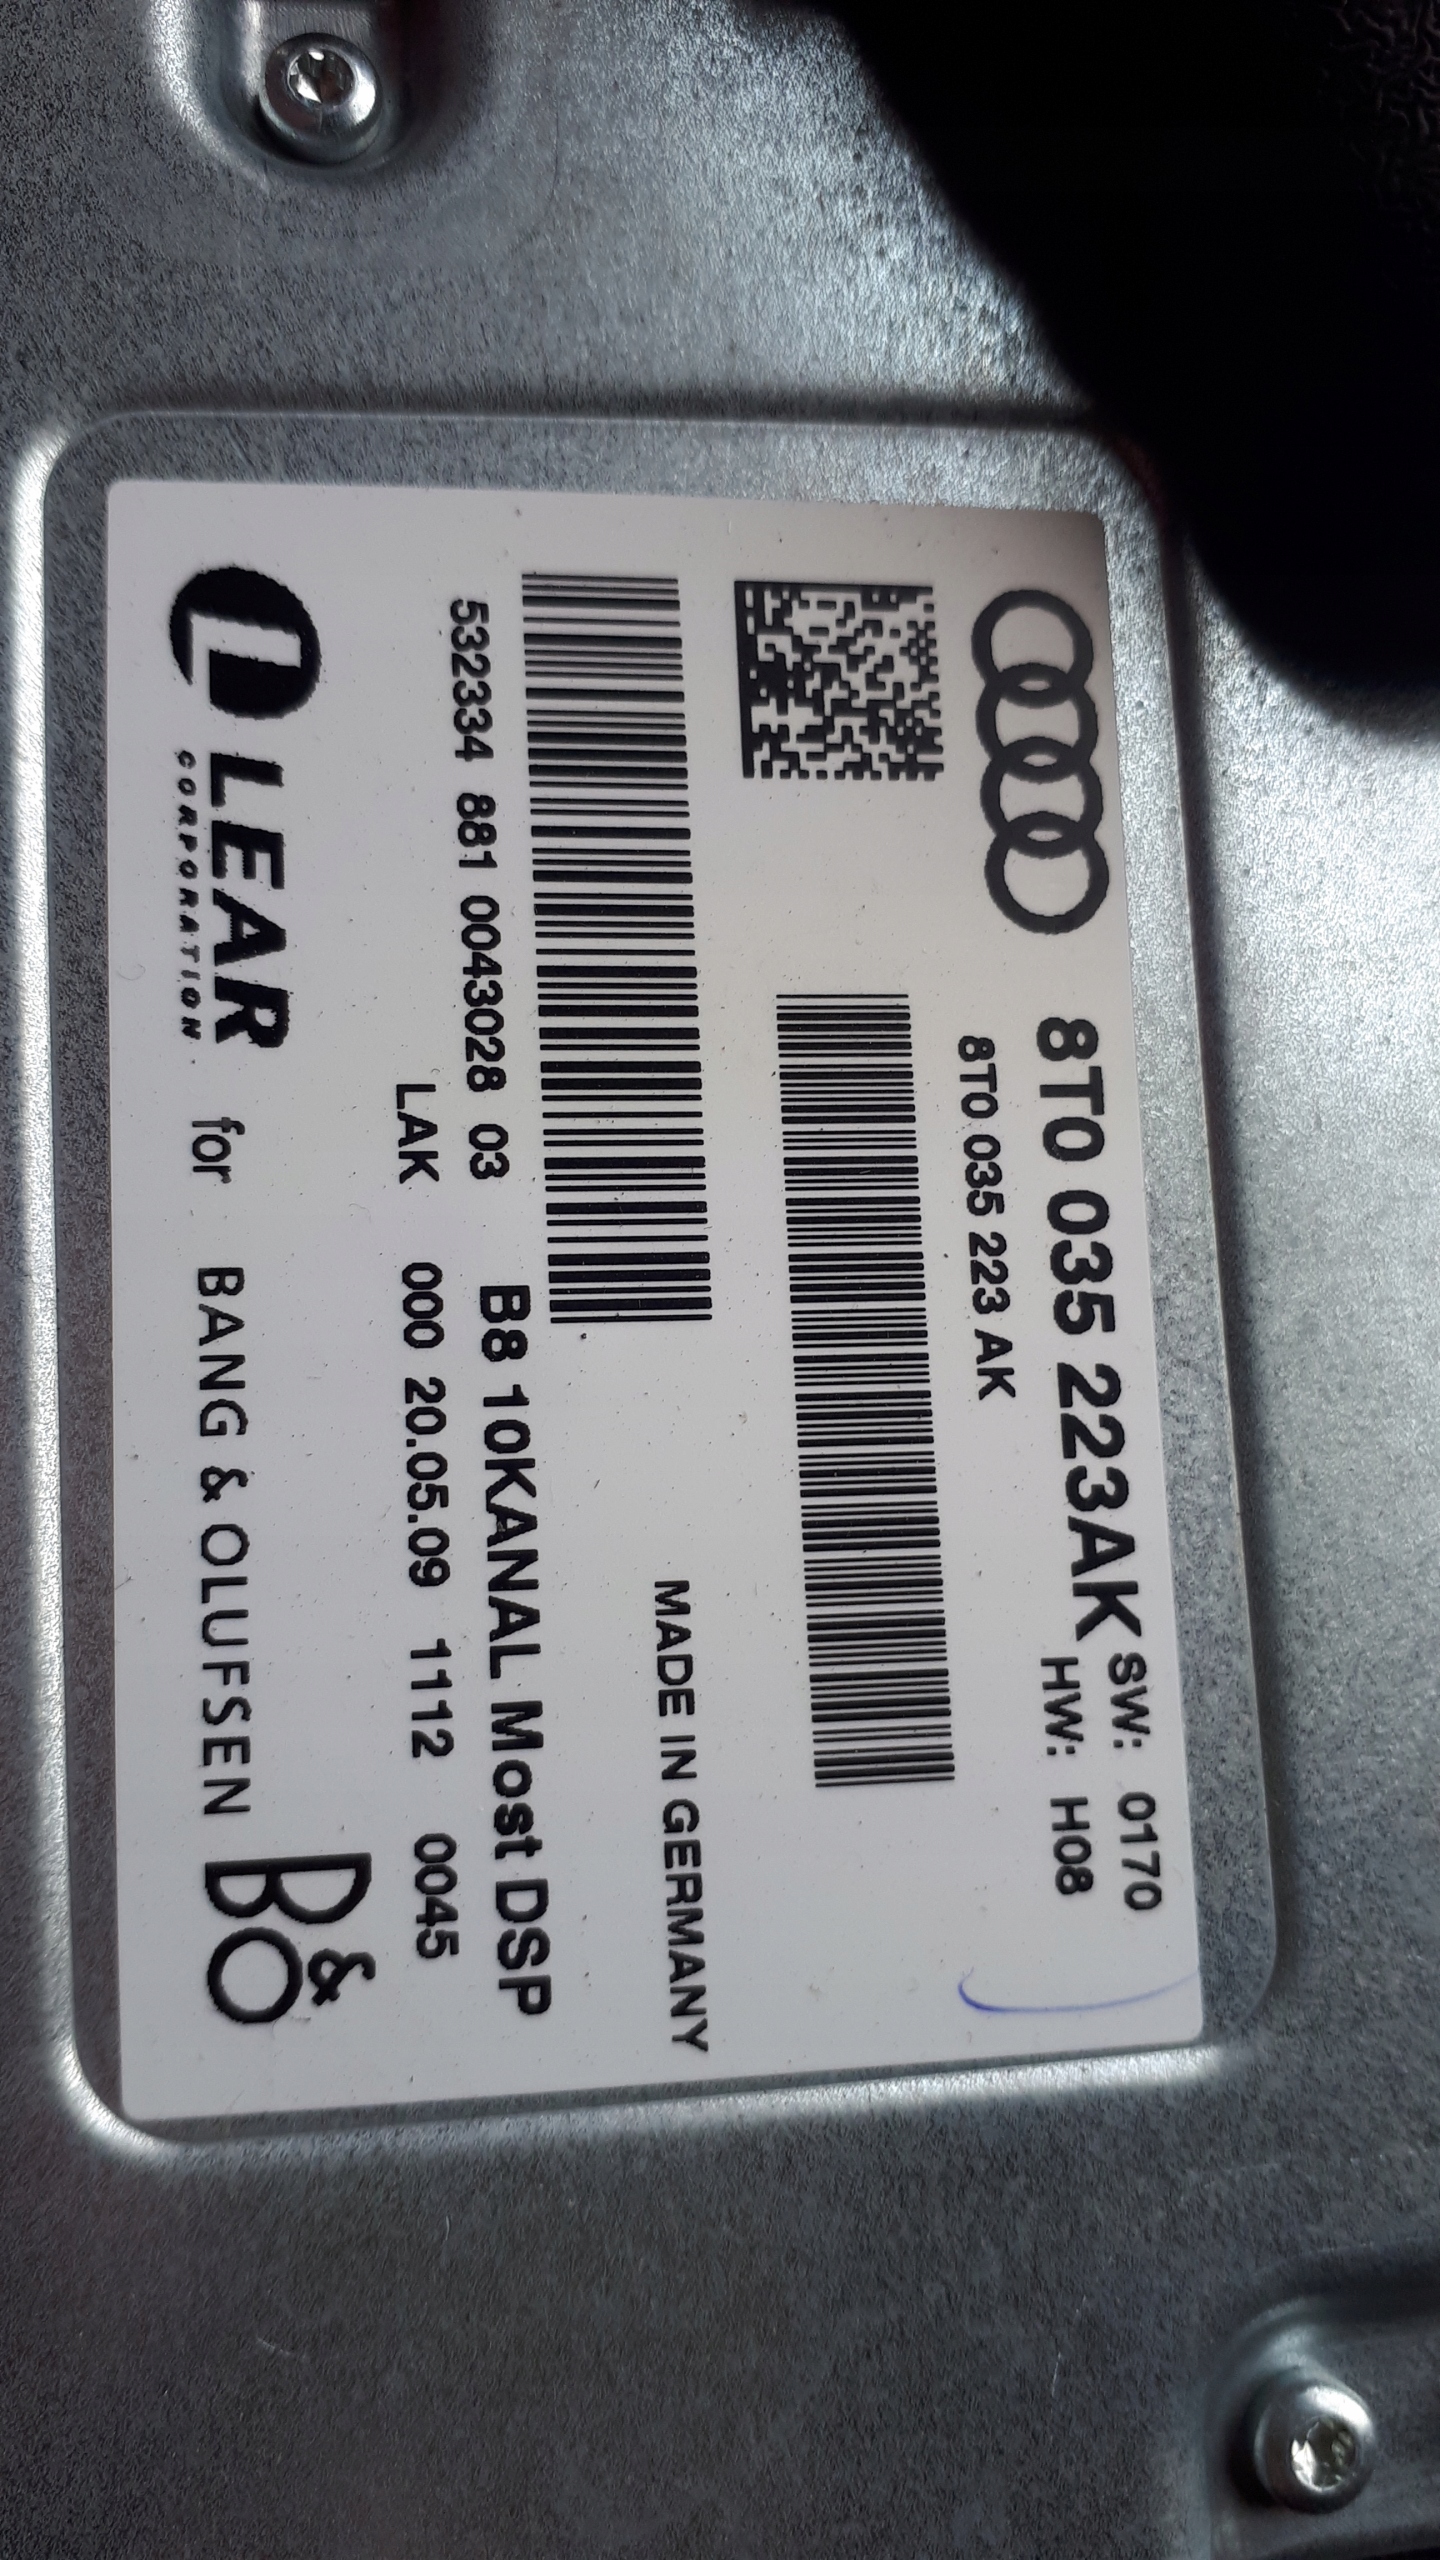 8T0 035 223AK
SW: 0170
HW: H08
8T0 035 223 AK
MADE IN GERMANY
532334 881 0043028 03
B8 10KANAL Most DSP
LAK 000 20.05.09 1112 0045
LEAR
CORPORATION
for BANG & OLUFSEN
B&O